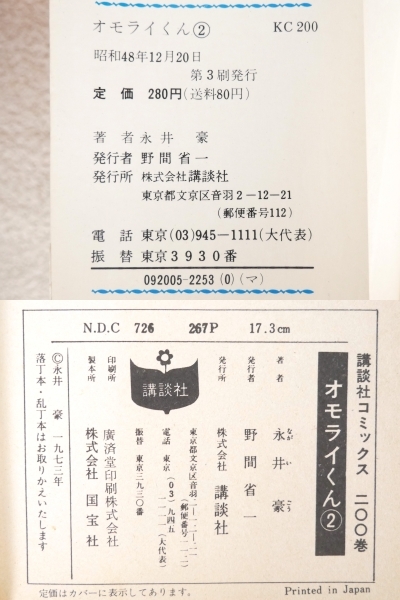 オモライくん② KC 200
昭和48年12月20日
第3刷発行
定価 280円(送料80円)
著者 永井 豪
発行者 野間省一
発行所 株式会社 講談社
東京都文京区音羽2-12-21
(郵便番号112)
電話 東京(03)945-1111(大代表)
振替 東京3930番
092005-2253 (0) (マ)
N.D.C 726 267P 17.3cm
講談社コミックス 二〇〇巻
オモライくん②
著者 永井 豪
なが い ごう
発行者 野間省一
発行所 株式会社 講談社
東京都文京区音羽二-一二-二一
(郵便番号一一二)
電話 東京(03)九四五
一一一一(大代表)
振替 東京三九三〇番
講談社
印刷所 廣済堂印刷株式会社
製本所 株式会社 国宝社
©永井 豪 一九七三年
落丁本・乱丁本はお取りかえいたします
定価はカバーに表示してあります。
Printed in Japan